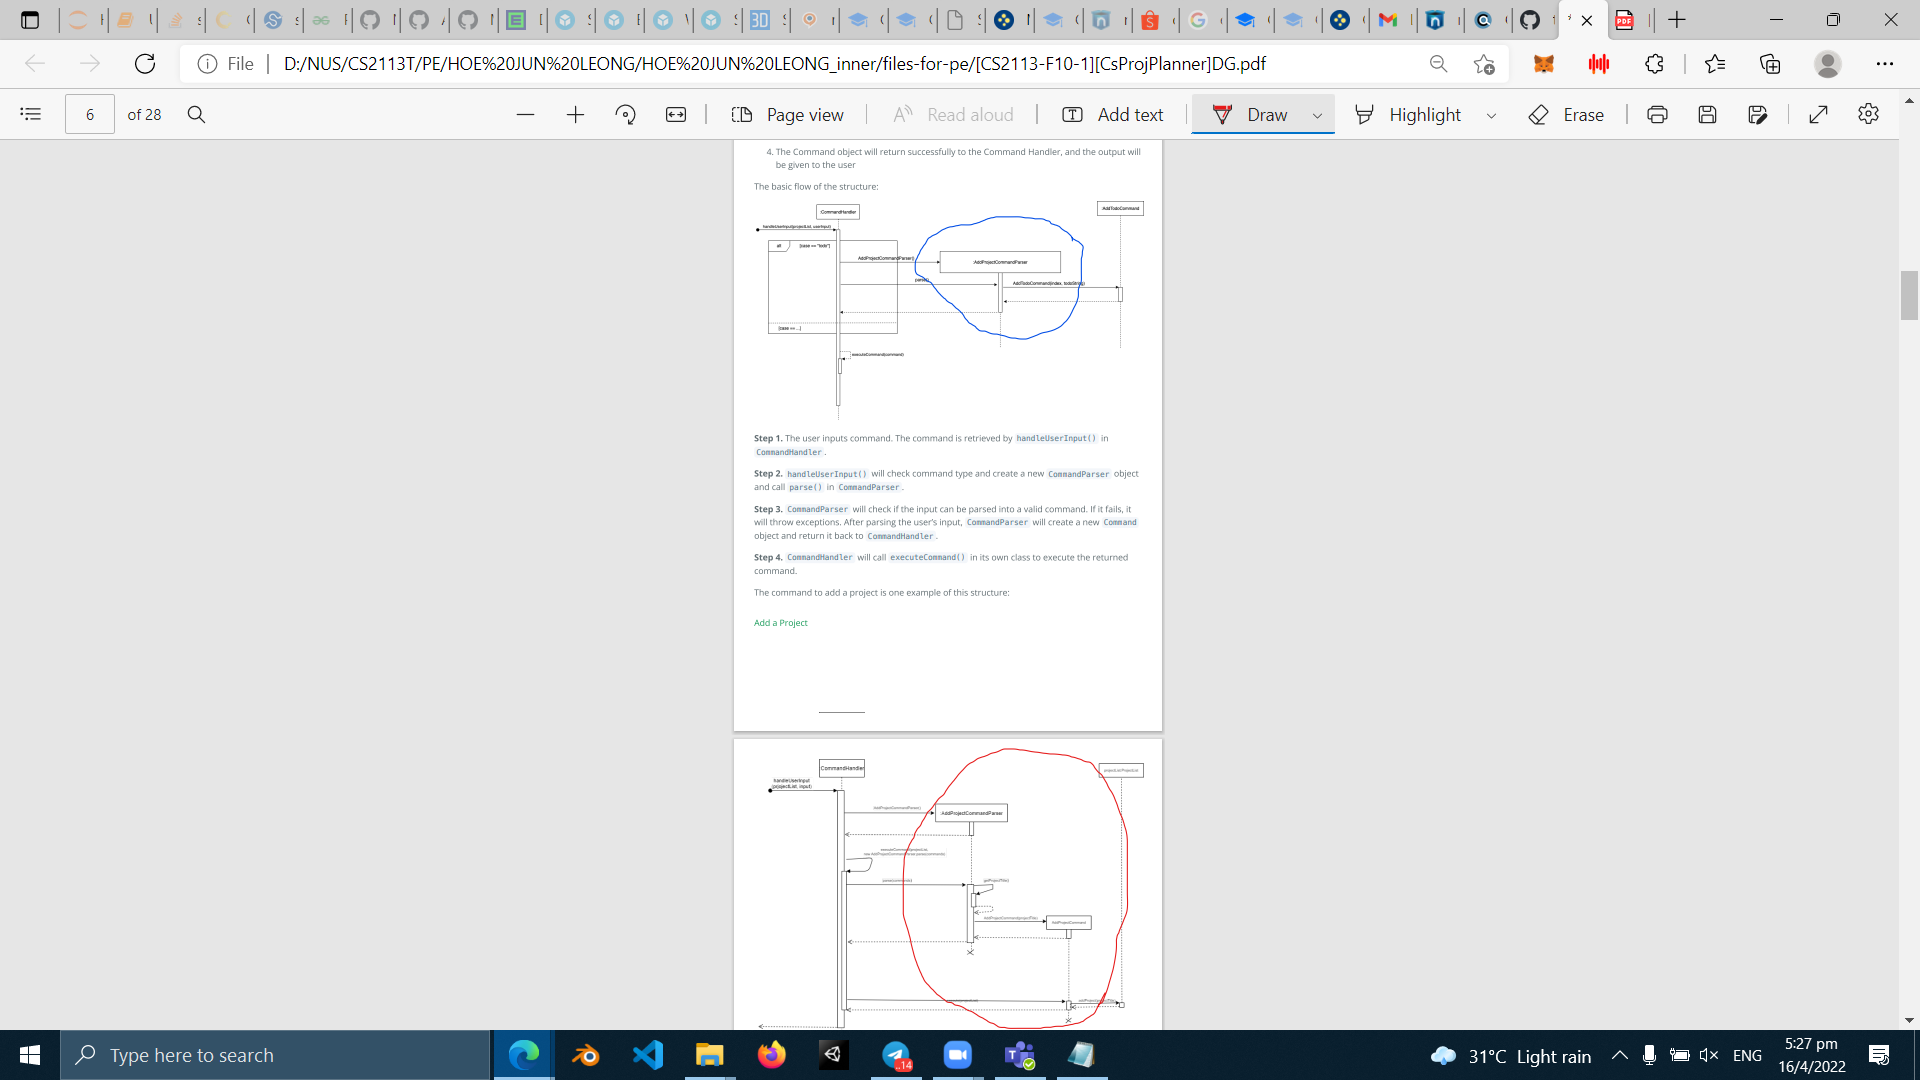 File
D:/NUS/CS2113T/PE/HOE%20JUN%20LEONG/HOE%20JUN%20LEONG_inner/files-for-pe/[CS2113-F10-1][CsProjPlanner]DG.pdf
6 of 28
Page view
Read aloud
Add text
Draw
Highlight
Erase
4. The Command object will return successfully to the Command Handler, and the output will
be given to the user
The basic flow of the structure:
:CommandHandler
AddTodoCommand
handleUserInput(projectList, userInput)
alt
[case == "todo"]
AddProjectCommandParser()
:AddProjectCommandParser
parse()
AddTodoCommand(index, todoString)
[case == ...]
executeCommand(command)
Step 1. The user inputs command. The command is retrieved by handleUserInput() in
CommandHandler .
Step 2. handleUserInput() will check command type and create a new CommandParser object
and call parse() in CommandParser .
Step 3. CommandParser will check if the input can be parsed into a valid command. If it fails, it
will throw exceptions. After parsing the user's input, CommandParser will create a new Command
object and return it back to CommandHandler .
Step 4. CommandHandler will call executeCommand() in its own class to execute the returned
command.
The command to add a project is one example of this structure:
Add a Project
CommandHandler
projectList:ProjectList
handleUserInput
(projectList, input)
AddProjectCommandParser()
:AddProjectCommandParser
executeCommand(projectList,
new AddProjectCommandParser.parse(commands)
parse(commands)
getProjectTitle()
AddProjectCommand(projectTitle)
AddProjectCommand
Type here to search
..14
31°C Light rain
ENG
5:27 pm
16/4/2022